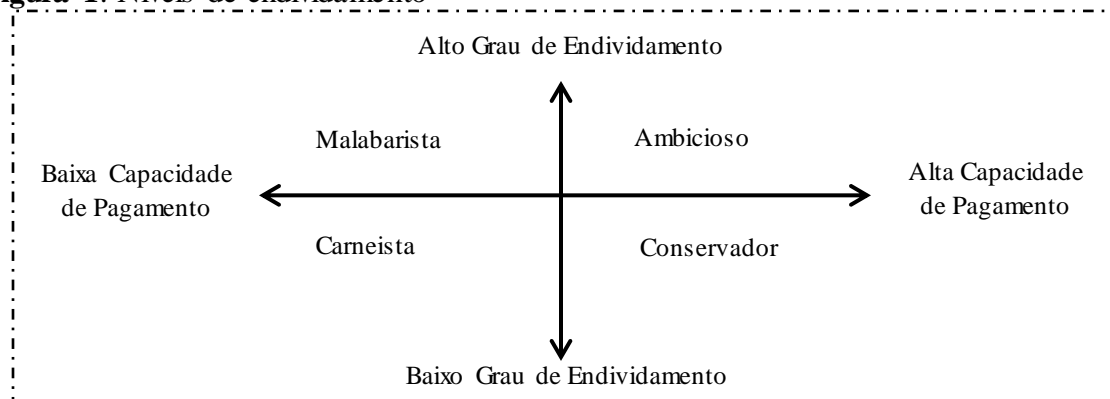 Alto Grau de Endividamento
Malabarista
Ambicioso
Baixa Capacidade
de Pagamento
Alta Capacidade
de Pagamento
Carneista
Conservador
Baixo Grau de Endividamento